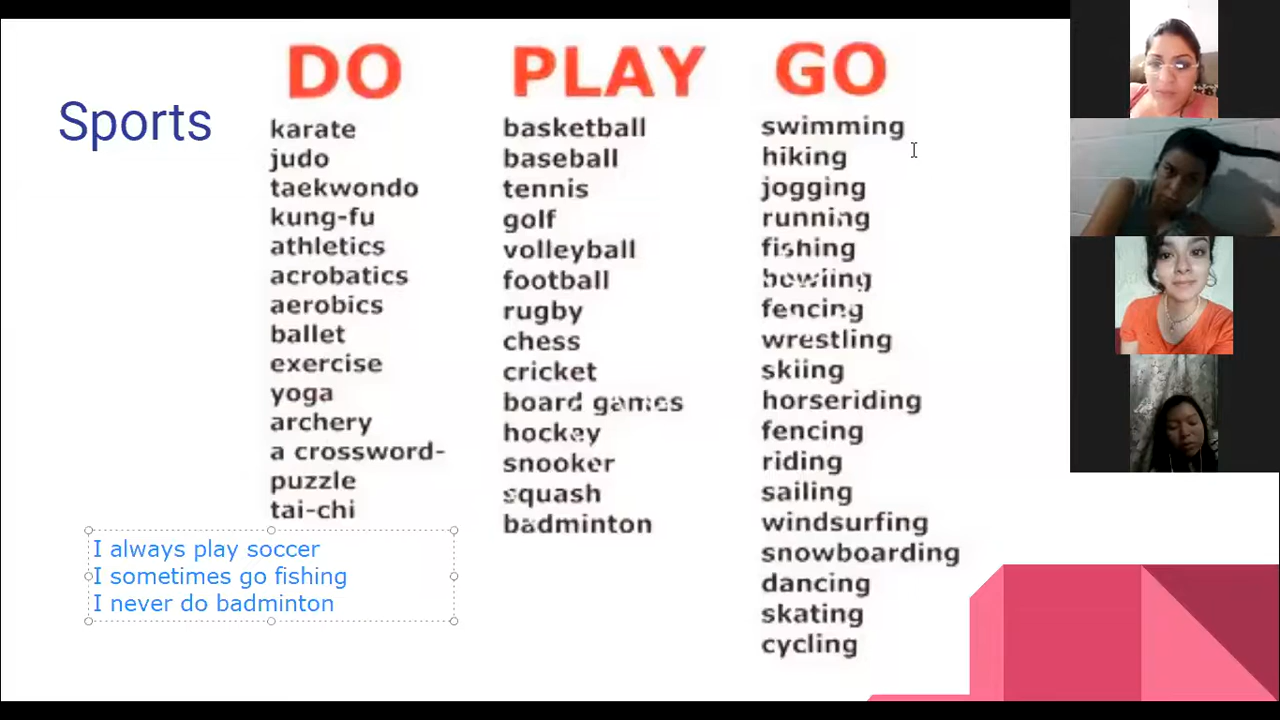 Sports
DO
karate
judo
taekwondo
kung-fu
athletics
acrobatics
aerobics
ballet
exercise
yoga
archery
a crossword-
puzzle
tai-chi
PLAY
basketball
baseball
tennis
golf
volleyball
football
rugby
chess
cricket
board games
hockey
snooker
squash
badminton
GO
swimming
hiking
jogging
running
fishing
bowling
fencing
wrestling
skiing
horseriding
fencing
riding
sailing
windsurfing
snowboarding
dancing
skating
cycling
I always play soccer
I sometimes go fishing
I never do badminton